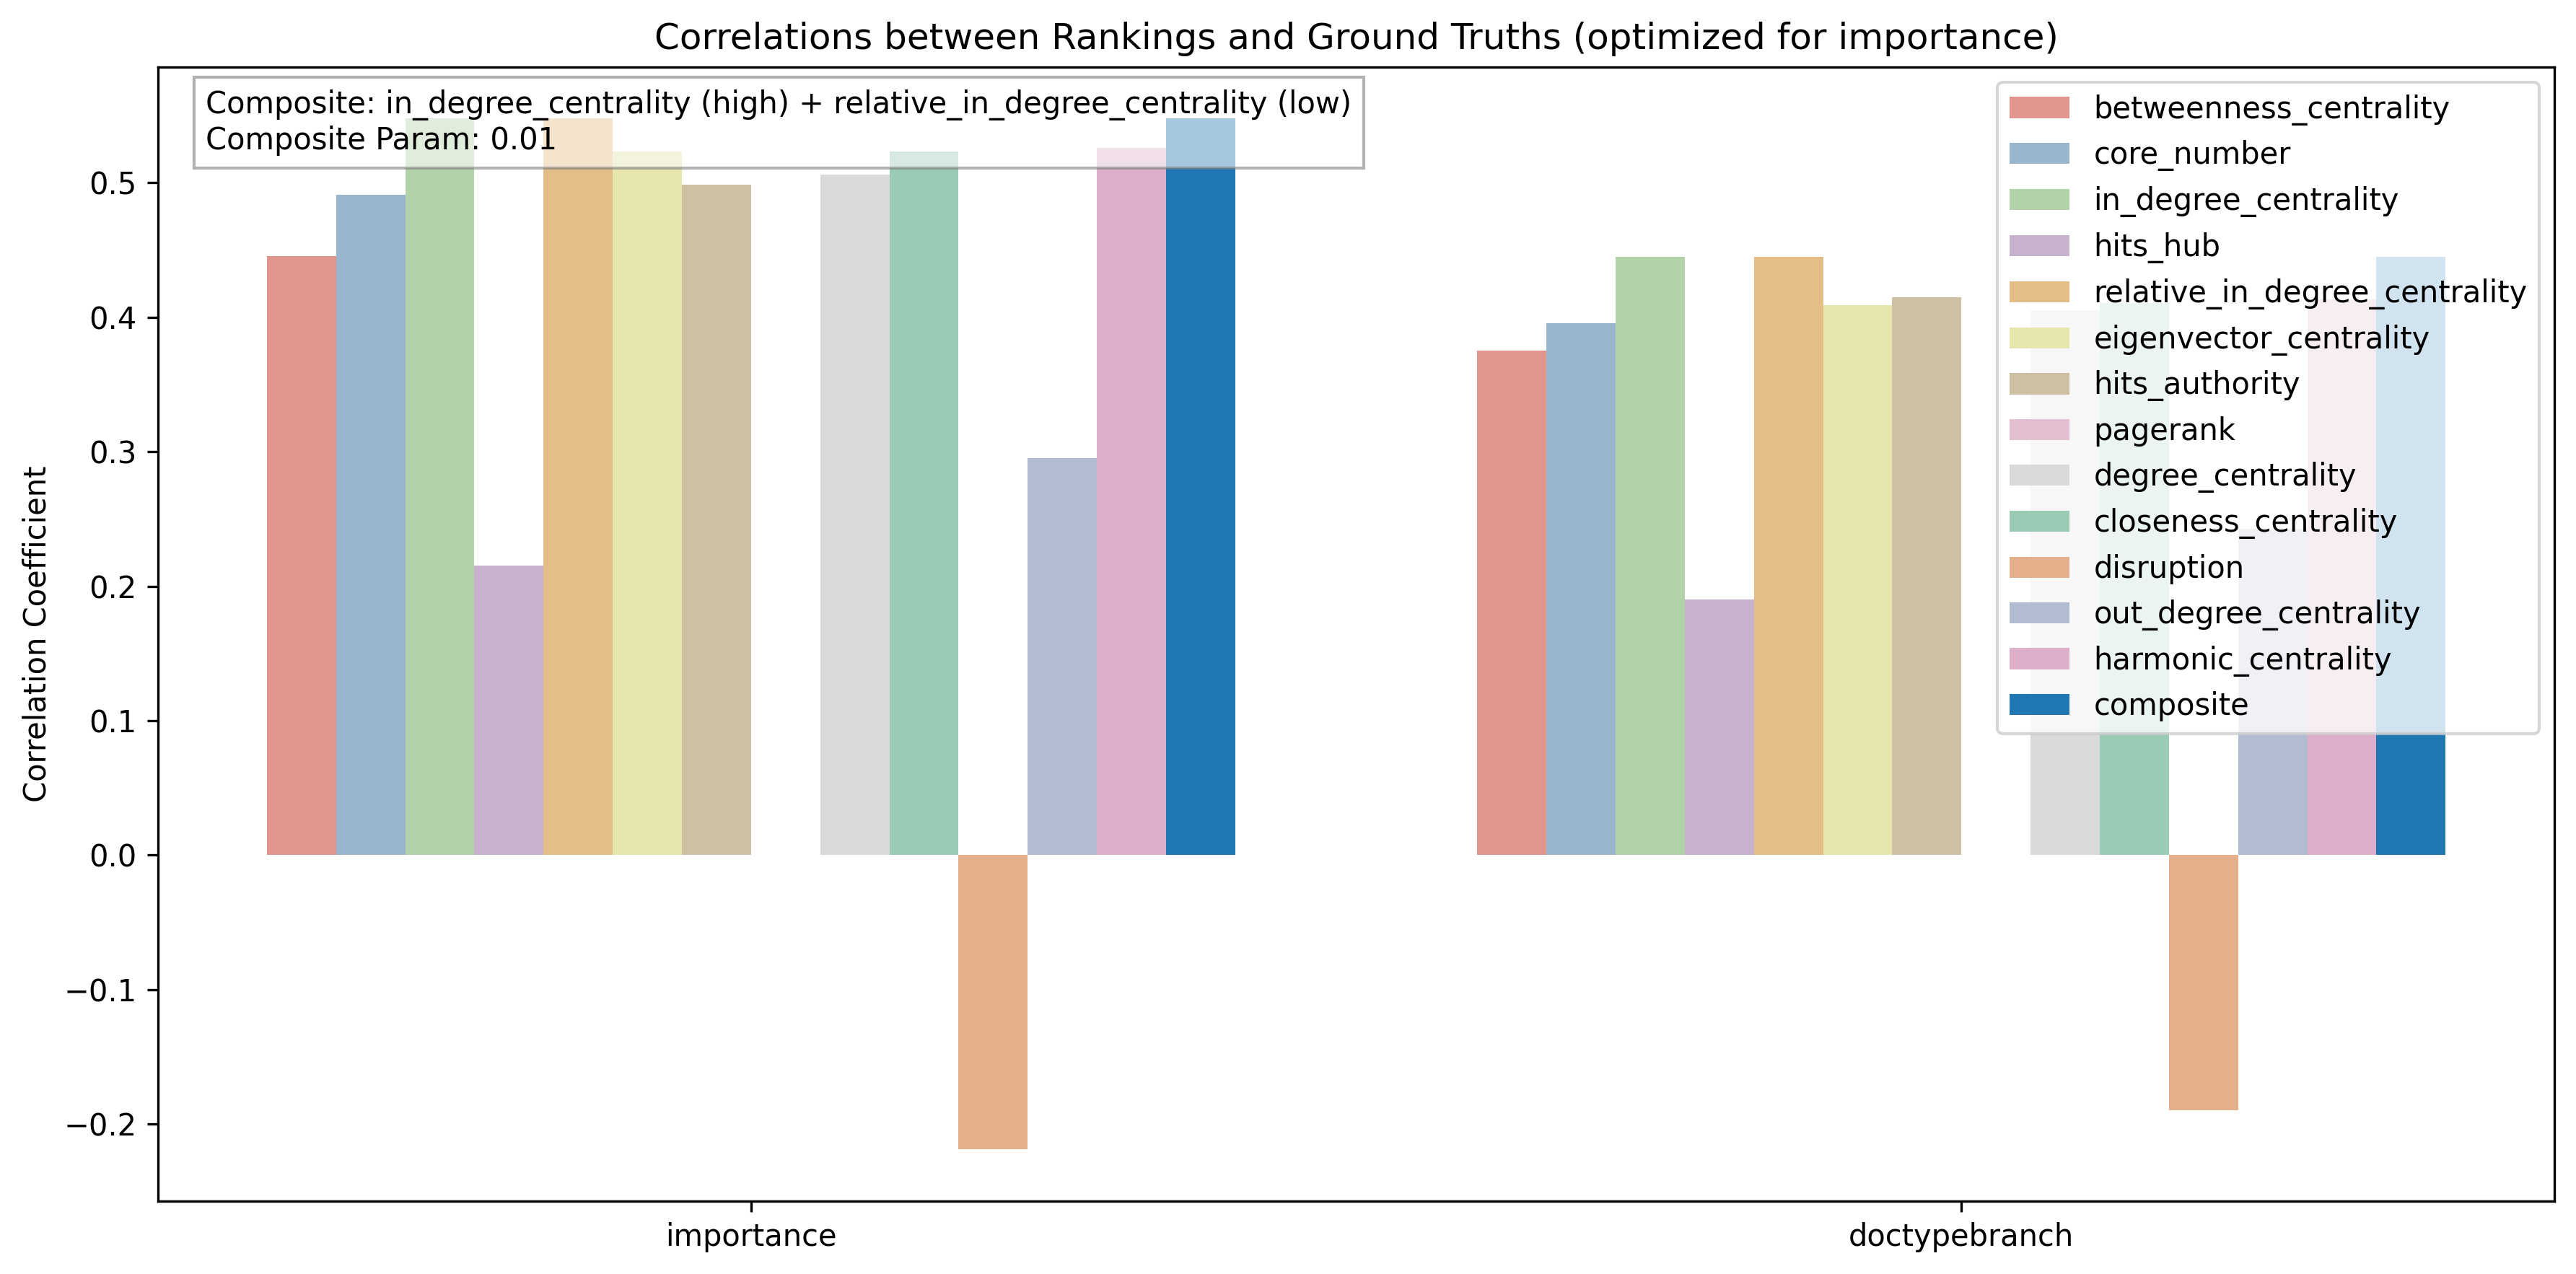 Correlations between Rankings and Ground Truths (optimized for importance)
Composite: in_degree_centrality (high) + relative_in_degree_centrality (low)
Composite Param: 0.01
betweenness_centrality
core_number
in_degree_centrality
hits_hub
relative_in_degree_centrality
eigenvector_centrality
hits_authority
pagerank
degree_centrality
closeness_centrality
disruption
out_degree_centrality
harmonic_centrality
composite
Correlation Coefficient
0.5
0.4
0.3
0.2
0.1
0.0
−0.1
−0.2
importance
doctypebranch